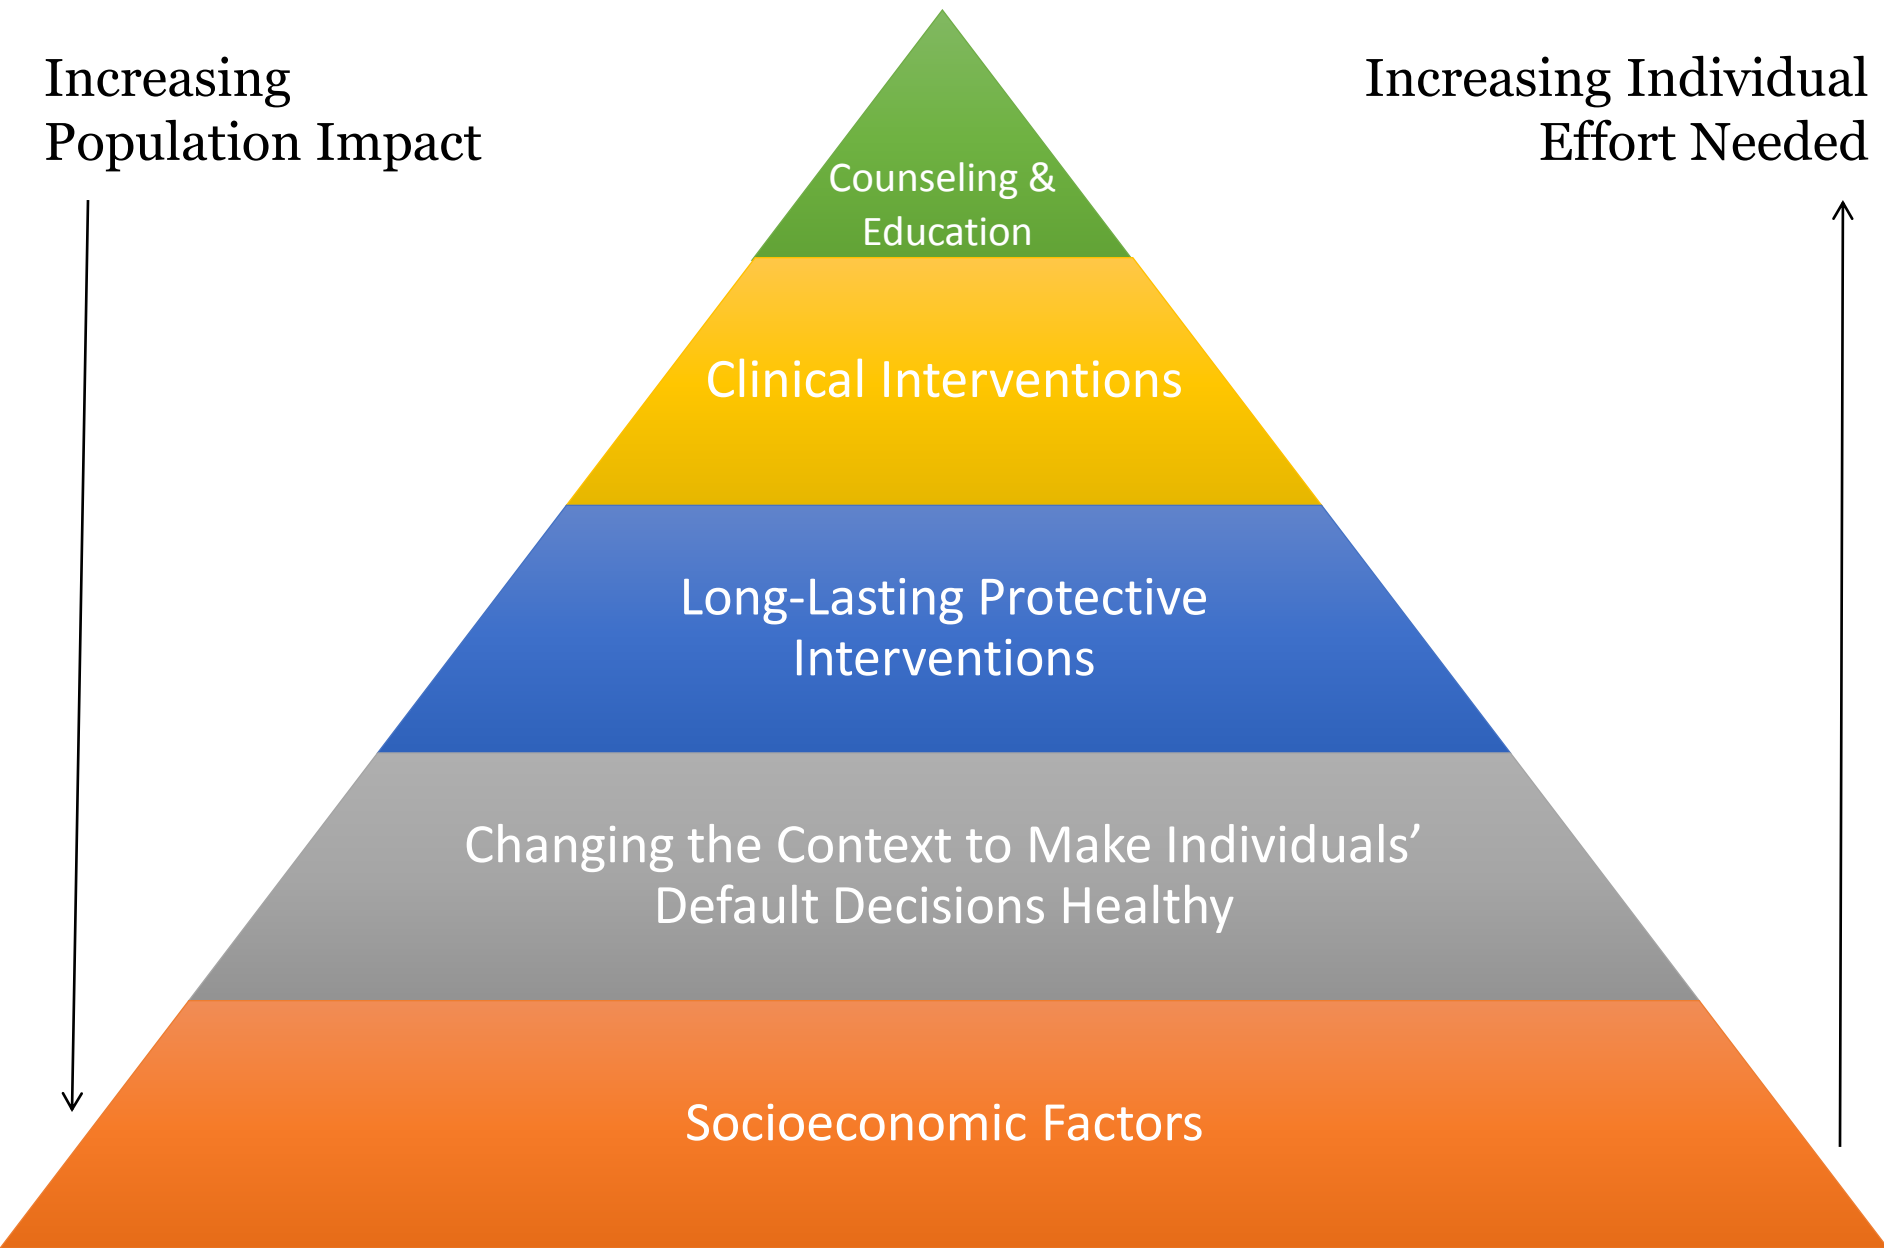 Increasing
Population Impact
Increasing Individual
Effort Needed
Counseling &
Education
Clinical Interventions
Long-Lasting Protective
Interventions
Changing the Context to Make Individuals’
Default Decisions Healthy
Socioeconomic Factors